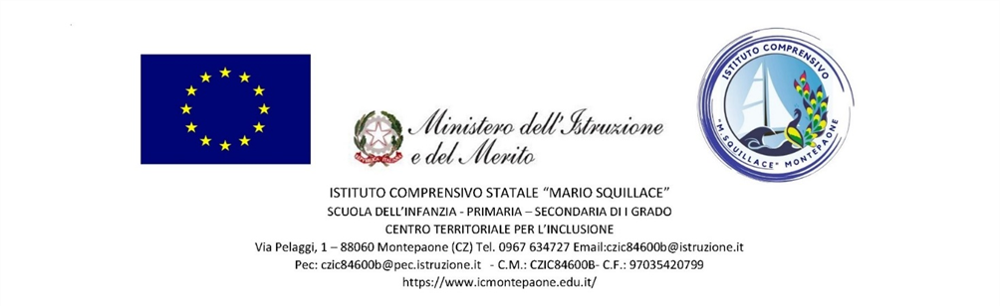 ISTITUTO COMPRENSIVO
"M. SQUILLACE" MONTEPAONE
Ministero dell'Istruzione
e del Merito
REPVBBLICA ITALIANA
ISTITUTO COMPRENSIVO STATALE "MARIO SQUILLACE"
SCUOLA DELL'INFANZIA - PRIMARIA – SECONDARIA DI I GRADO
CENTRO TERRITORIALE PER L'INCLUSIONE
Via Pelaggi, 1 – 88060 Montepaone (CZ) Tel. 0967 634727 Email:czic84600b@istruzione.it
Pec: czic84600b@pec.istruzione.it - C.M.: CZIC84600B- C.F.: 97035420799
https://www.icmontepaone.edu.it/